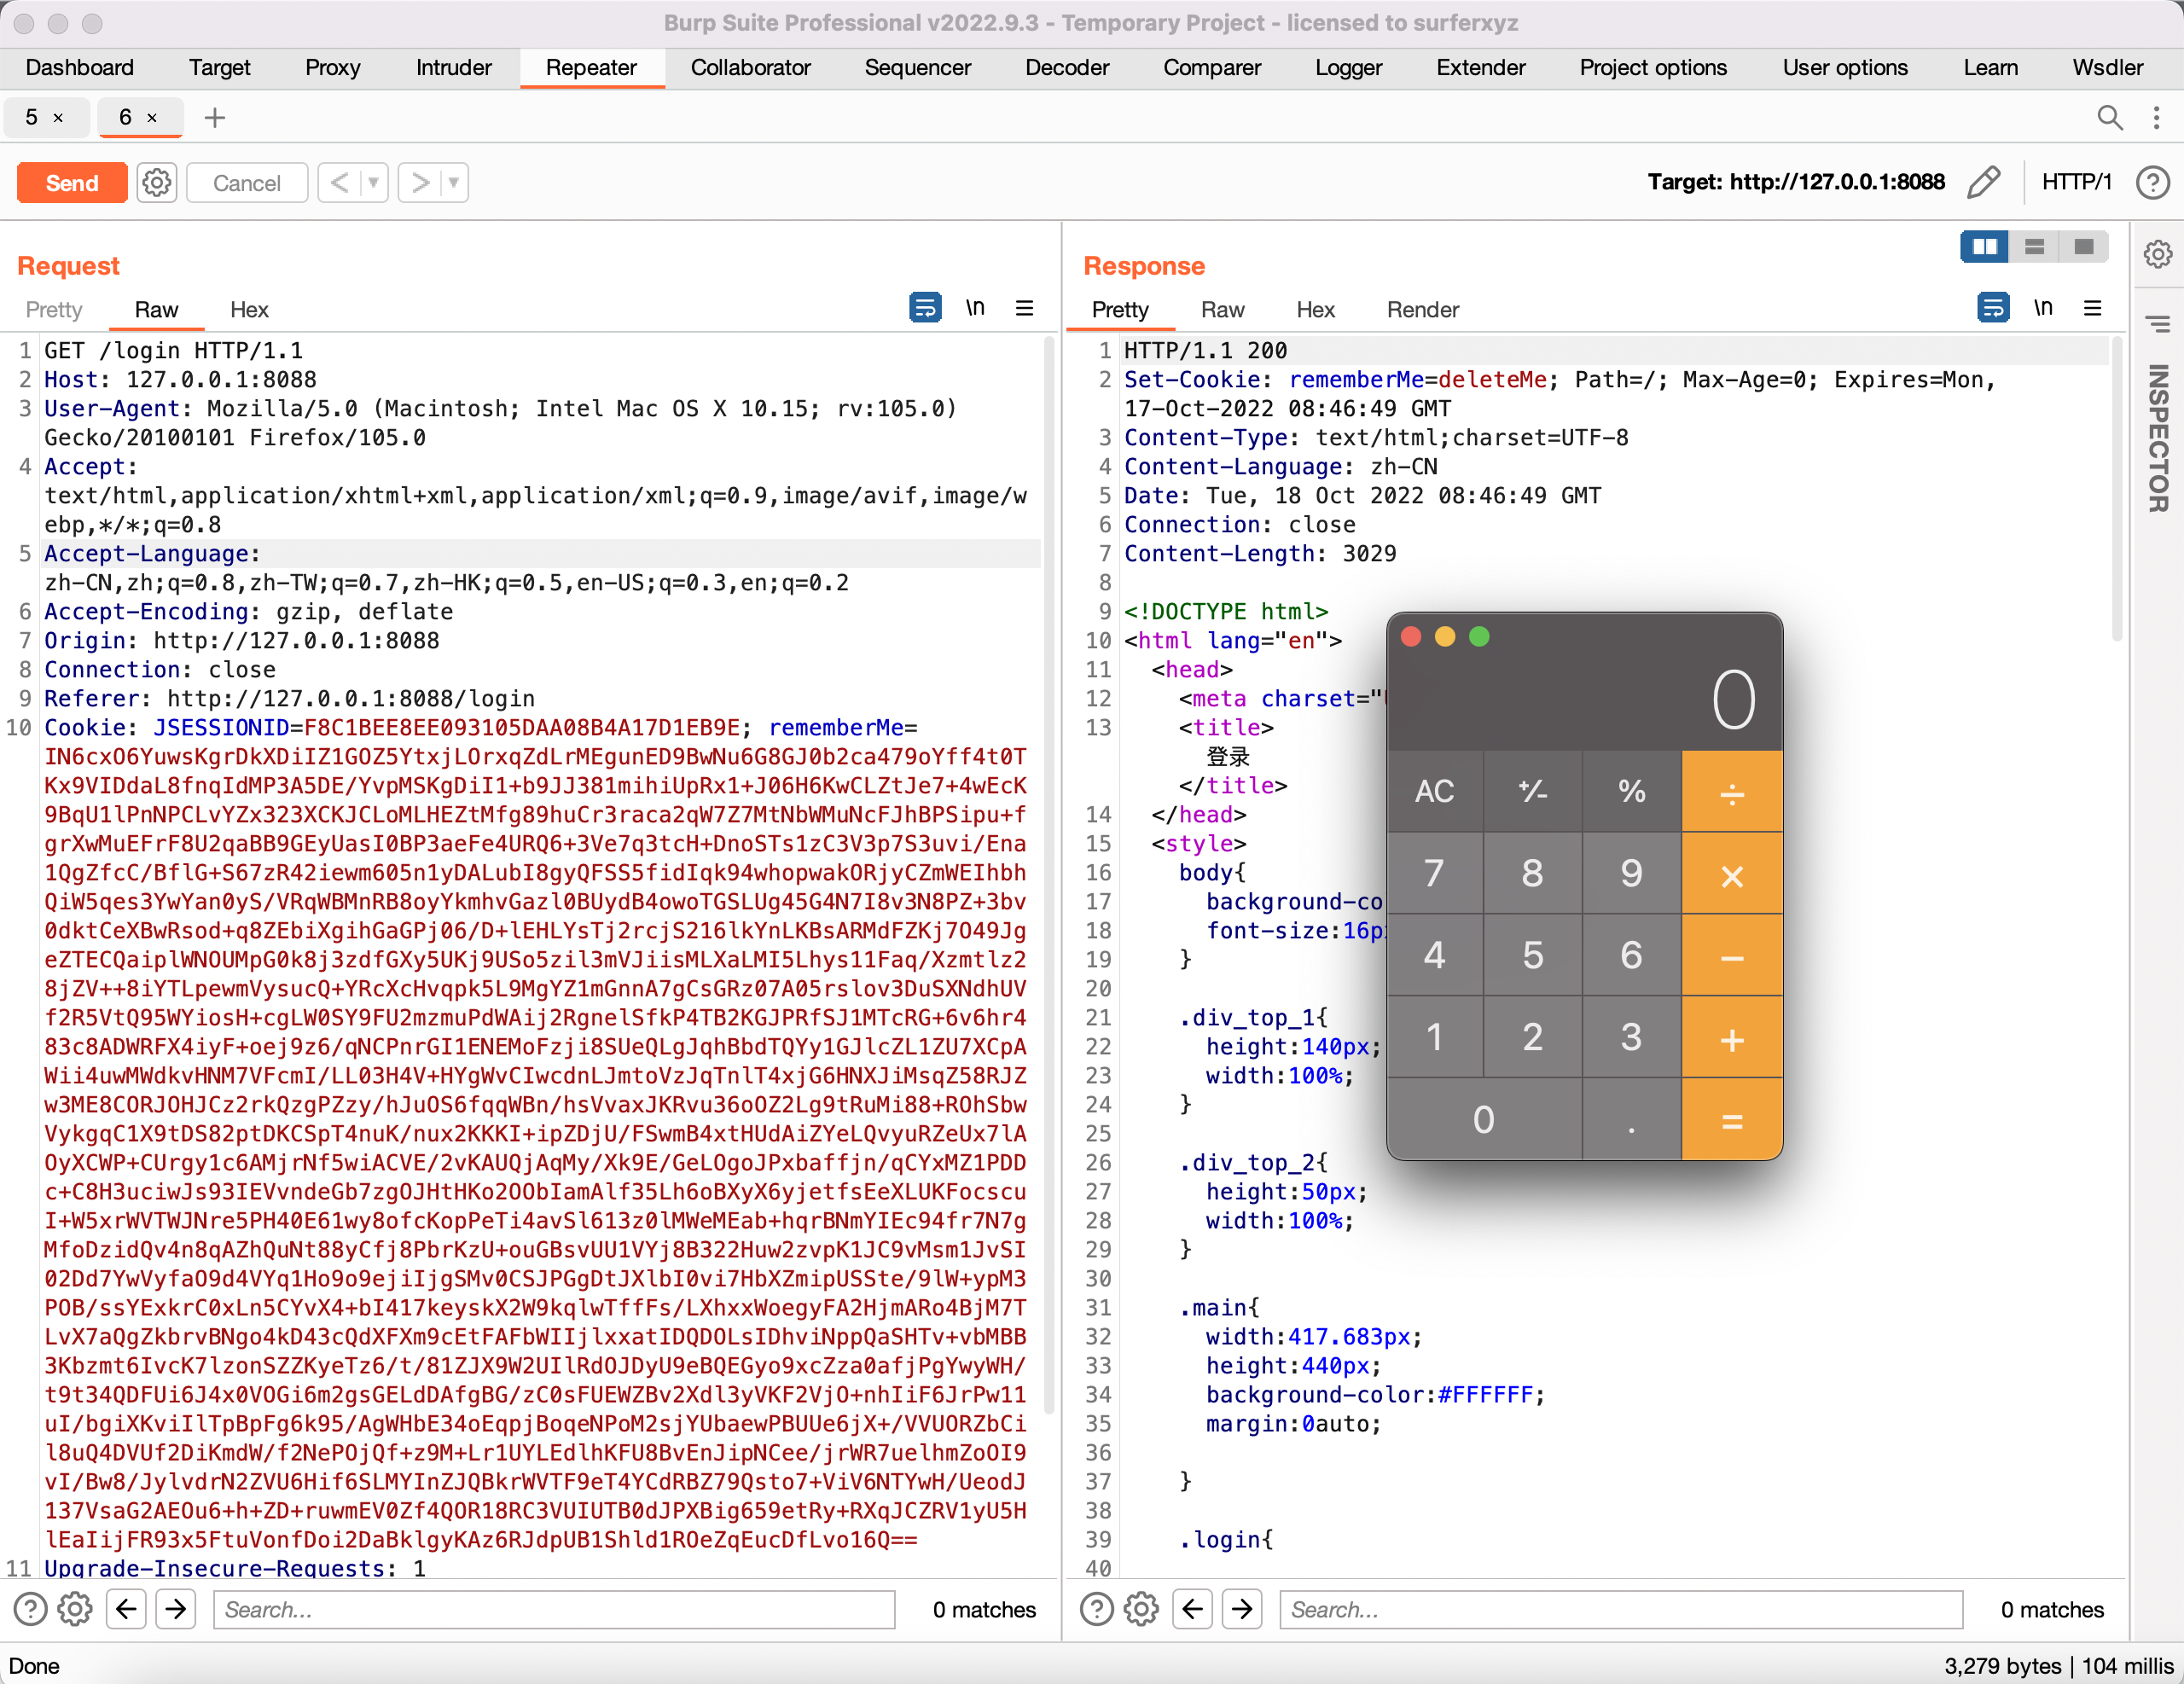 Burp Suite Professional v2022.9.3 - Temporary Project - licensed to surferxyz
Dashboard Target Proxy Intruder Repeater Collaborator Sequencer Decoder Comparer Logger Extender Project options User options Learn Wsdler
5 × 6 × +
Send Cancel < > Target: http://127.0.0.1:8088 HTTP/1 ?
Request
Pretty Raw Hex \n
1 GET /login HTTP/1.1
2 Host: 127.0.0.1:8088
3 User-Agent: Mozilla/5.0 (Macintosh; Intel Mac OS X 10.15; rv:105.0)
Gecko/20100101 Firefox/105.0
4 Accept:
text/html,application/xhtml+xml,application/xml;q=0.9,image/avif,image/w
ebp,*/*;q=0.8
5 Accept-Language:
zh-CN,zh;q=0.8,zh-TW;q=0.7,zh-HK;q=0.5,en-US;q=0.3,en;q=0.2
6 Accept-Encoding: gzip, deflate
7 Origin: http://127.0.0.1:8088
8 Connection: close
9 Referer: http://127.0.0.1:8088/login
10 Cookie: JSESSIONID=F8C1BEE8EE093105DAA08B4A17D1EB9E; rememberMe=
IN6cxO6YuwsKgrDkXDiIZ1GOZ5YtxjLOrxqZdLrMEgunED9BwNu6G8GJ0b2ca479oYff4t0T
Kx9VIDdaL8fnqIdMP3A5DE/YvpMSKgDiI1+b9JJ381mihiUpRx1+J06H6KwCLZtJe7+4wEcK
9BqU1lPnNPCLvYZx323XCKJCLoMLHEZtMfg89huCr3raca2qW7Z7MtNbWMuNcFJhBPSipu+f
grXwMuEFrF8U2qaBB9GEyUasI0BP3aeFe4URQ6+3Ve7q3tcH+DnoSTs1zC3V3p7S3uvi/Ena
1QgZfcC/BflG+S67zR42iewm605n1yDALubI8gyQFSS5fidIqk94whopwakORjyCZmWEIhbh
QiW5qes3YwYan0yS/VRqWBMnRB8oyYkmhvGazl0BUydB4owoTGSLUg45G4N7I8v3N8PZ+3bv
0dktCeXBwRsod+q8ZEbiXgihGaGPj06/D+lEHLYsTj2rcjS216lkYnLKBsARMdFZKj7O49Jg
eZTECQaiplWNOUMpG0k8j3zdfGXy5UKj9USo5zil3mVJiisMLXaLMI5Lhys11Faq/Xzmtlz2
8jZV++8iYTLpewmVysucQ+YRcXcHvqpk5L9MgYZ1mGnnA7gCsGRz07A05rslov3DuSXNdhUV
f2R5VtQ95WYiosH+cgLW0SY9FU2mzmuPdWAij2RgnelSfkP4TB2KGJPRfSJ1MTcRG+6v6hr4
83c8ADWRFX4iyF+oej9z6/qNCPnrGI1ENEMoFzji8SUeQLgJqhBbdTQYy1GJlcZL1ZU7XCpA
Wii4uwMWdkvHNM7VFcmI/LL03H4V+HYgWvCIwcdnLJmtoVzJqTnlT4xjG6HNXJiMsqZ58RJZ
w3ME8CORJOHJCz2rkQzgPZzy/hJuOS6fqqWBn/hsVvaxJKRvu36oOZ2Lg9tRuMi88+ROhSbw
VykgqC1X9tDS82ptDKCSpT4nuK/nux2KKKI+ipZDjU/FSwmB4xtHUdAiZYeLQvyuRZeUx7lA
OyXCWP+CUrgy1c6AMjrNf5wiACVE/2vKAUQjAqMy/Xk9E/GeLOgoJPxbaffjn/qCYxMZ1PDD
c+C8H3uciwJs93IEVvndeGb7zgOJHtHKo2OObIamAlf35Lh6oBXyX6yjetfsEeXLUKFocscu
I+W5xrWVTWJNre5PH40E61wy8ofcKopPeTi4avSl613z0lMWeMEab+hqrBNmYIEc94fr7N7g
MfoDzidQv4n8qAZhQuNt88yCfj8PbrKzU+ouGBsvUU1VYj8B322Huw2zvpK1JC9vMsm1JvSI
02Dd7YwVyfaO9d4VYq1Ho9o9ejiIjgSMv0CSJPGgDtJXlbI0vi7HbXZmipUSSte/9lW+ypM3
POB/ssYExkrC0xLn5CYvX4+bI417keyskX2W9kqlwTffFs/LXhxxWoegyFA2HjmARo4BjM7T
LvX7aQgZkbrvBNgo4kD43cQdXFXm9cEtFAFbWIIjlxxatIDQDOLsIDhviNppQaSHTv+vbMBB
3Kbzmt6IvcK7lzonSZZKyeTz6/t/81ZJX9W2UIlRdOJDyU9eBQEGyo9xcZza0afjPgYwyWH/
t9t34QDFUi6J4x0VOGi6m2gsGELdDAfgBG/zC0sFUEWZBv2Xdl3yVKF2VjO+nhIiF6JrPw11
uI/bgiXKviIlTpBpFg6k95/AgWHbE34oEqpjBoqeNPoM2sjYUbaewPBUUe6jX+/VVUORZbCi
l8uQ4DVUf2DiKmdW/f2NePOjQf+z9M+Lr1UYLEdlhKFU8BvEnJipNCee/jrWR7uelhmZoOI9
vI/Bw8/JylvdrN2ZVU6Hif6SLMYInZJQBkrWVTF9eT4YCdRBZ79Qsto7+ViV6NTYwH/UeodJ
137VsaG2AEOu6+h+ZD+ruwmEV0Zf4QOR18RC3VUIUTB0dJPXBig659etRy+RXqJCZRV1yU5H
lEaIijFR93x5FtuVonfDoi2DaBklgyKAz6RJdpUB1Shld1ROeZqEucDfLvo16Q==
11 Upgrade-Insecure-Requests: 1
? Search... 0 matches
Response
Pretty Raw Hex Render \n
1 HTTP/1.1 200
2 Set-Cookie: rememberMe=deleteMe; Path=/; Max-Age=0; Expires=Mon,
17-Oct-2022 08:46:49 GMT
3 Content-Type: text/html;charset=UTF-8
4 Content-Language: zh-CN
5 Date: Tue, 18 Oct 2022 08:46:49 GMT
6 Connection: close
7 Content-Length: 3029
8
9 <!DOCTYPE html>
10 <html lang="en">
11 <head>
12 <meta charset="
13 <title>
登录
</title>
14 </head>
15 <style>
16 body{
17 background-co
18 font-size:16p
19 }
20
21 .div_top_1{
22 height:140px;
23 width:100%;
24 }
25
26 .div_top_2{
27 height:50px;
28 width:100%;
29 }
30
31 .main{
32 width:417.683px;
33 height:440px;
34 background-color:#FFFFFF;
35 margin:0auto;
36
37 }
38
39 .login{
40
? Search... 0 matches
INSPECTOR
0
AC +/- % ÷
7 8 9 ×
4 5 6 −
1 2 3 +
0 . =
Done
3,279 bytes | 104 millis